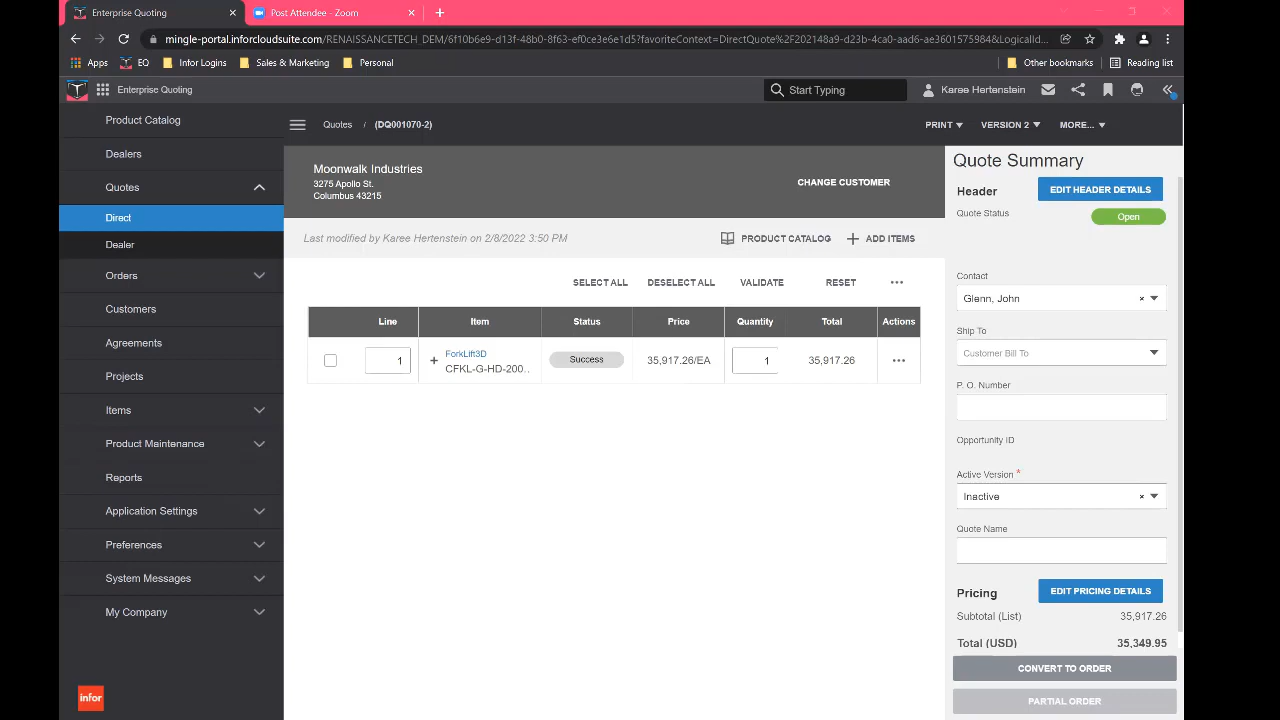 Enterprise Quoting
Post Attendee - Zoom
mingle-portal.inforcloudsuite.com/RENAISSANCETECH_DEM/6f10b6e9-d13f-48b0-8f63-ef0ce3e6e1d5?favoriteContext=DirectQuote%2F202148a9-d23b-4ca0-aad6-ae3601575984&LogicalId...
Apps
EQ
Infor Logins
Sales & Marketing
Personal
Other bookmarks
Reading list
Enterprise Quoting
Start Typing
Karee Hertenstein
Product Catalog
Dealers
Quotes
Direct
Dealer
Orders
Customers
Agreements
Projects
Items
Product Maintenance
Reports
Application Settings
Preferences
System Messages
My Company
infor
Quotes / (DQ001070-2)
PRINT
VERSION 2
MORE...
Moonwalk Industries
3275 Apollo St.
Columbus 43215
CHANGE CUSTOMER
Last modified by Karee Hertenstein on 2/8/2022 3:50 PM
PRODUCT CATALOG
ADD ITEMS
SELECT ALL DESELECT ALL VALIDATE RESET ...
Line Item Status Price Quantity Total Actions
1 + ForkLift3D Success 35,917.26/EA 1 35,917.26 ...
CFKL-G-HD-200...
Quote Summary
Header
EDIT HEADER DETAILS
Quote Status
Open
Contact
Glenn, John
Ship To
Customer Bill To
P. O. Number
Opportunity ID
Active Version *
Inactive
Quote Name
Pricing
EDIT PRICING DETAILS
Subtotal (List) 35,917.26
Total (USD) 35,349.95
CONVERT TO ORDER
PARTIAL ORDER